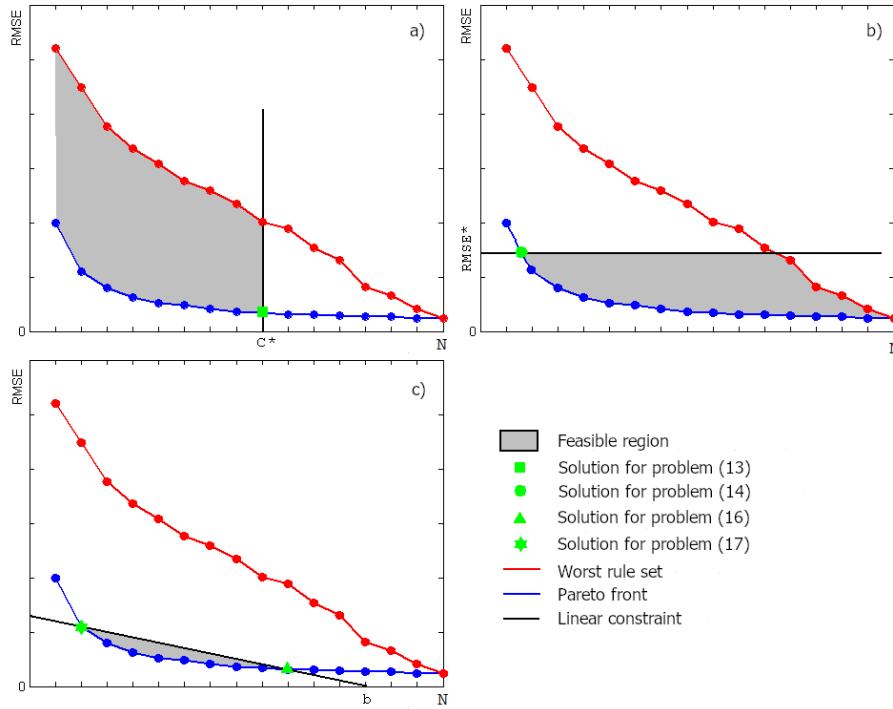 RMSE
a)
0
C*
N
RMSE
b)
RMSE*
0
N
RMSE
c)
0
b
N
Feasible region
Solution for problem (13)
Solution for problem (14)
Solution for problem (16)
Solution for problem (17)
Worst rule set
Pareto front
Linear constraint